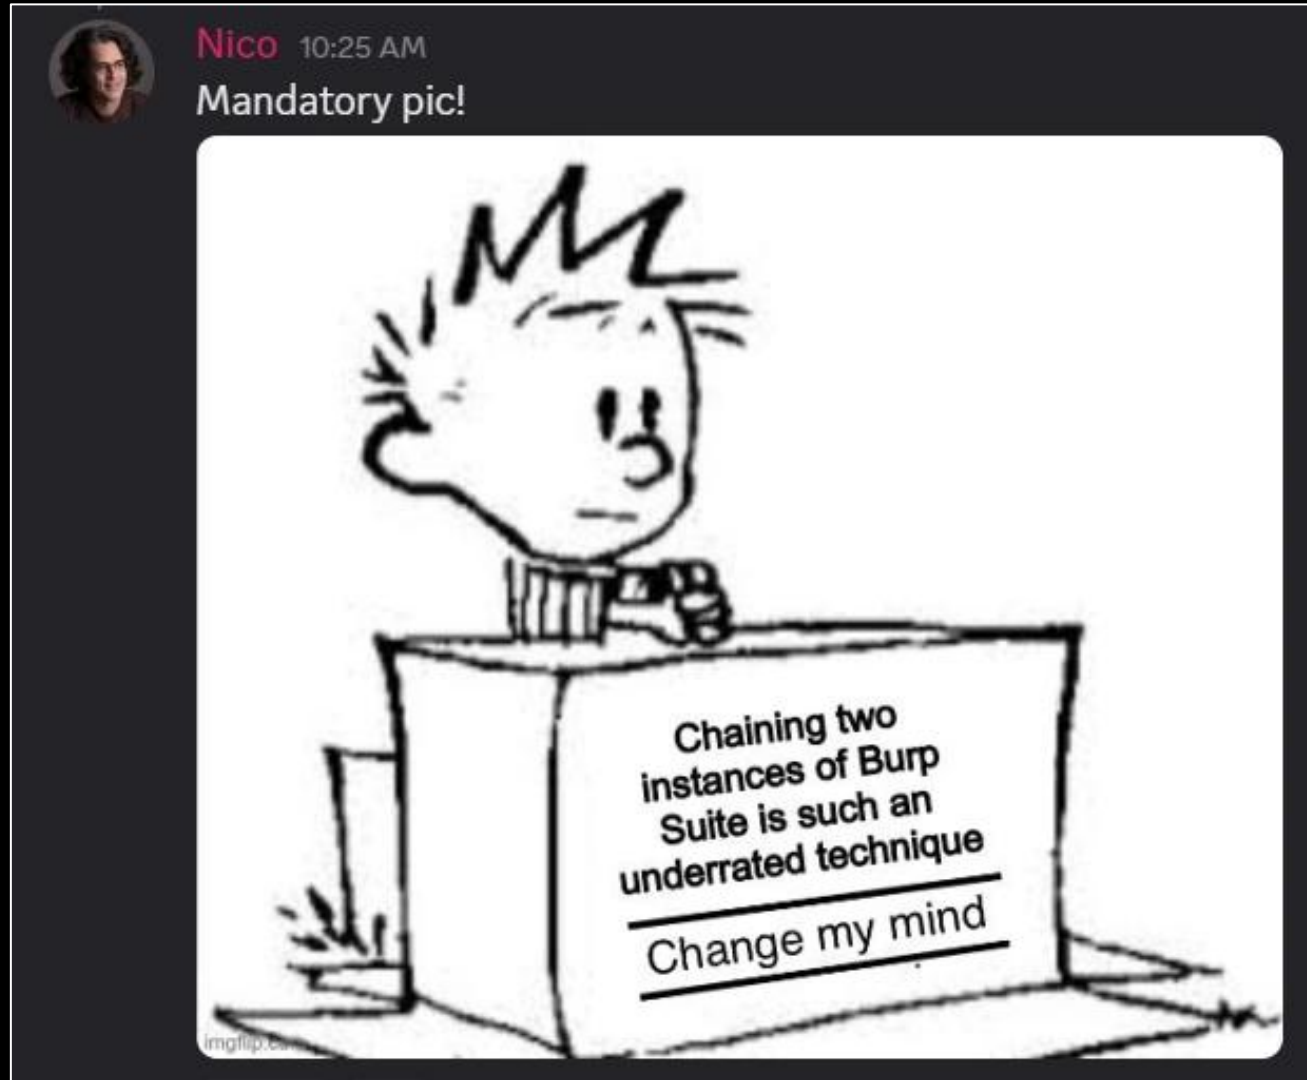 Nico 10:25 AM
Mandatory pic!
Chaining two
instances of Burp
Suite is such an
underrated technique
Change my mind